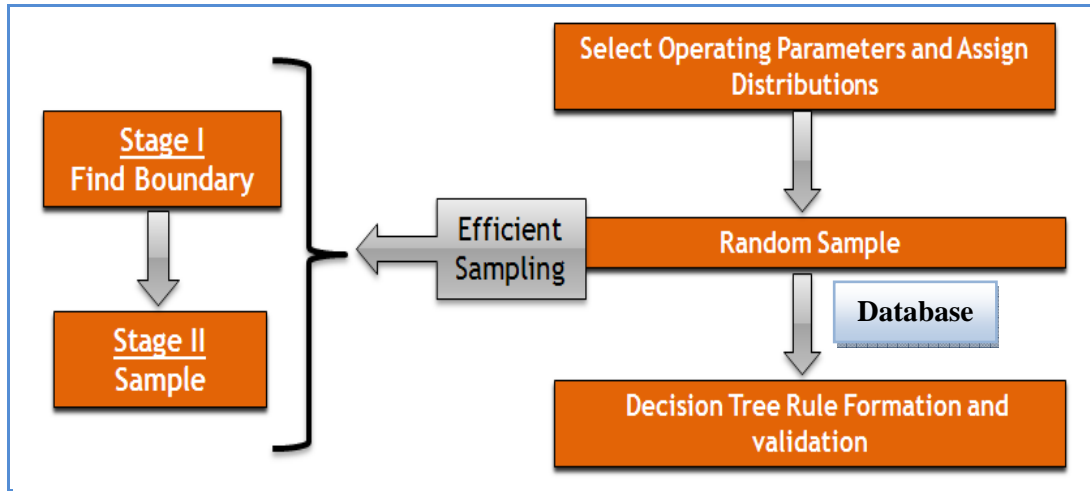 Select Operating Parameters and Assign
Distributions
Stage I
Find Boundary
Efficient
Sampling
Random Sample
Database
Stage II
Sample
Decision Tree Rule Formation and
validation